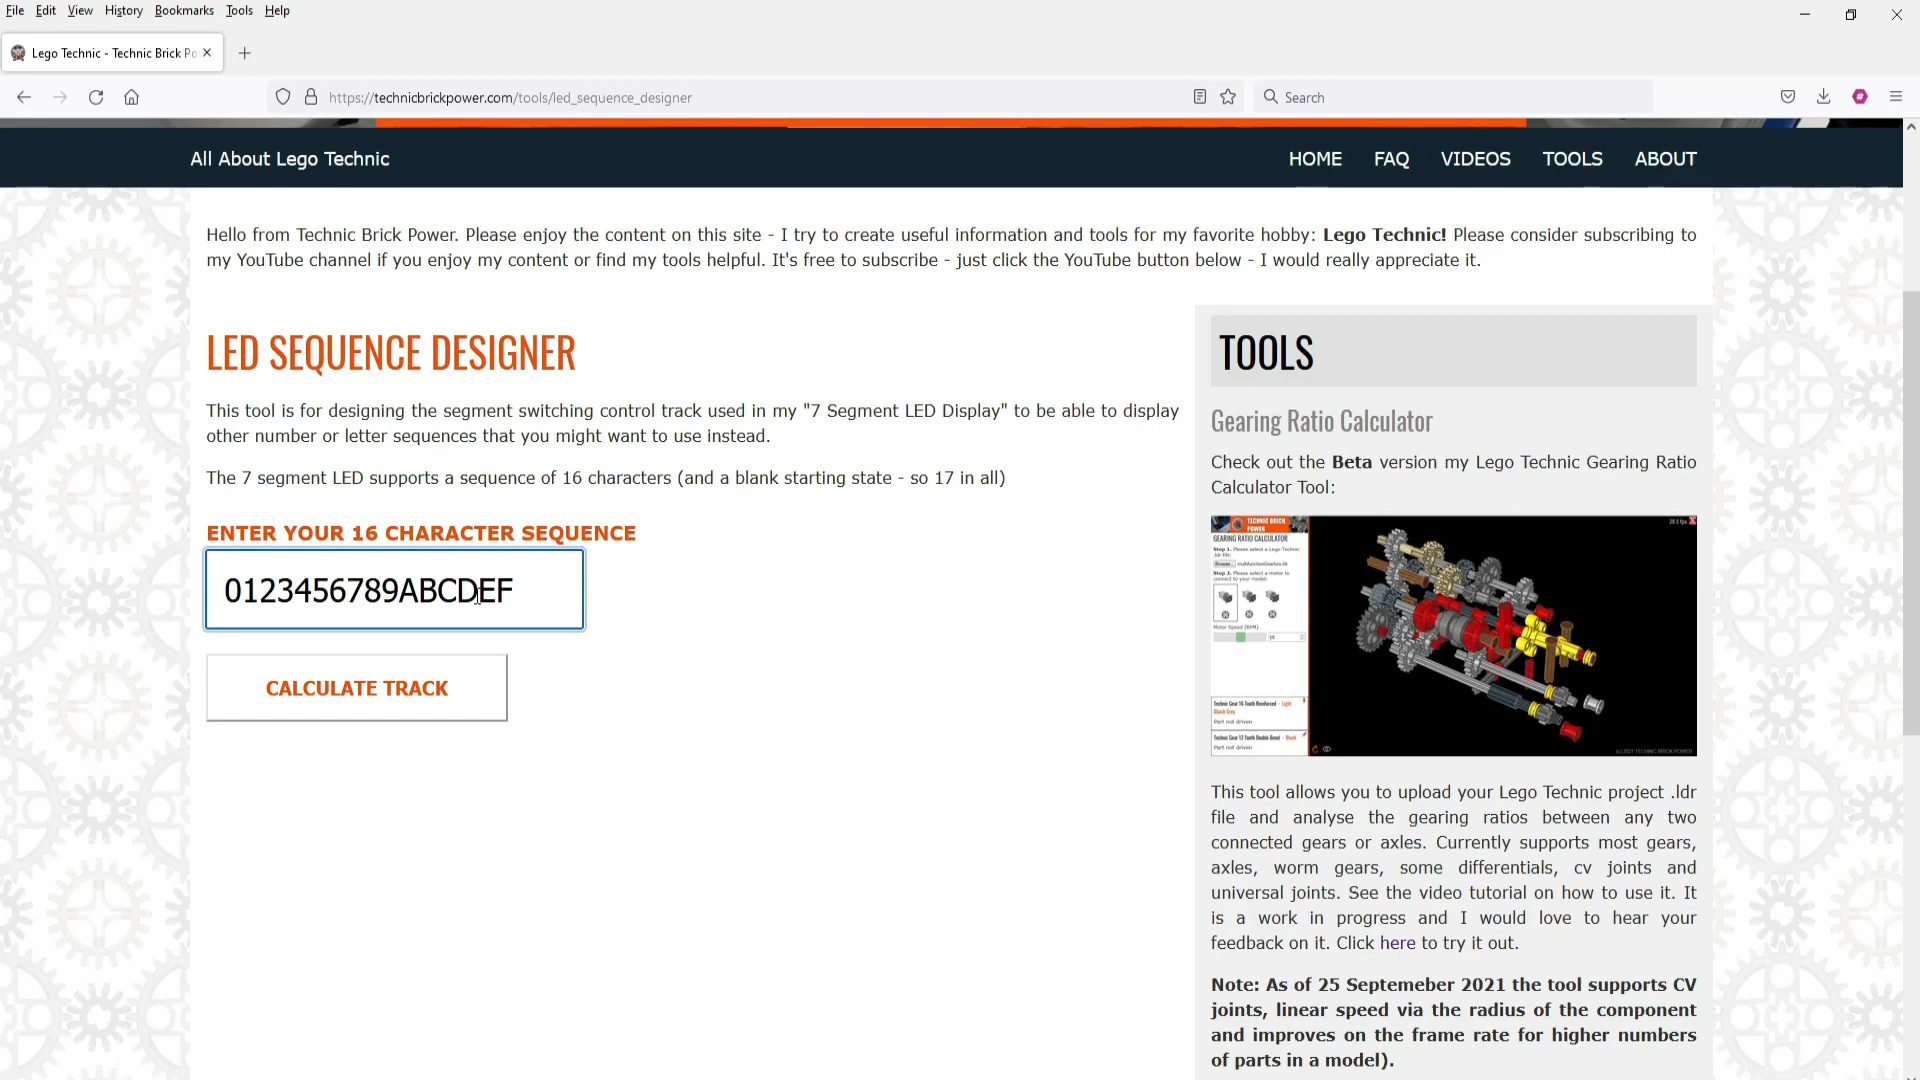 File Edit View History Bookmarks Tools Help
Lego Technic - Technic Brick Po
https://technicbrickpower.com/tools/led_sequence_designer
Search
All About Lego Technic
HOME FAQ VIDEOS TOOLS ABOUT
Hello from Technic Brick Power. Please enjoy the content on this site - I try to create useful information and tools for my favorite hobby: Lego Technic! Please consider subscribing to
my YouTube channel if you enjoy my content or find my tools helpful. It's free to subscribe - just click the YouTube button below - I would really appreciate it.
LED SEQUENCE DESIGNER
This tool is for designing the segment switching control track used in my "7 Segment LED Display" to be able to display
other number or letter sequences that you might want to use instead.
The 7 segment LED supports a sequence of 16 characters (and a blank starting state - so 17 in all)
ENTER YOUR 16 CHARACTER SEQUENCE
0123456789ABCDEF
CALCULATE TRACK
TOOLS
Gearing Ratio Calculator
Check out the Beta version my Lego Technic Gearing Ratio
Calculator Tool:
TECHNIC BRICK
POWER
GEARING RATIO CALCULATOR
Step 1. Please select a Lego Technic
.ldr file:
Browse... multifunctionGearbox.ldr
Step 2. Please select a motor to
connect to your model:
Motor Speed (RPM)
Technic Gear 16 Tooth Reinforced - Light
Bluish Grey
Part not driven
Technic Gear 12 Tooth Double Bevel - Black
Part not driven
(c) 2021 TECHNIC BRICK POWER
This tool allows you to upload your Lego Technic project .ldr
file and analyse the gearing ratios between any two
connected gears or axles. Currently supports most gears,
axles, worm gears, some differentials, cv joints and
universal joints. See the video tutorial on how to use it. It
is a work in progress and I would love to hear your
feedback on it. Click here to try it out.
Note: As of 25 Septemeber 2021 the tool supports CV
joints, linear speed via the radius of the component
and improves on the frame rate for higher numbers
of parts in a model).